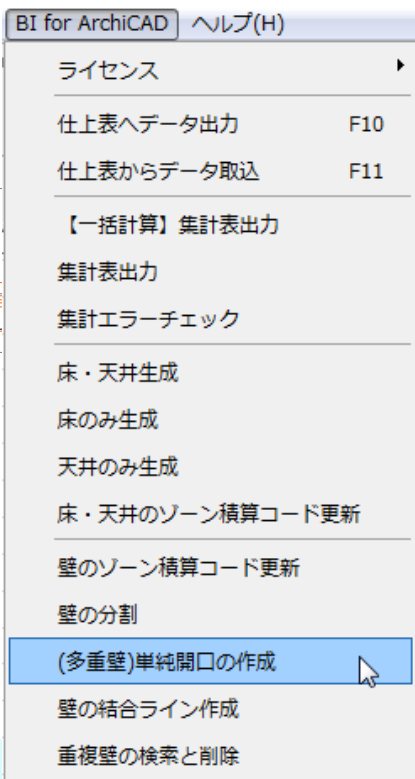 BI for ArchiCAD ヘルプ(H)
ライセンス
仕上表へデータ出力 F10
仕上表からデータ取込 F11
【一括計算】集計表出力
集計表出力
集計エラーチェック
床・天井生成
床のみ生成
天井のみ生成
床・天井のゾーン積算コード更新
壁のゾーン積算コード更新
壁の分割
(多重壁)単純開口の作成
壁の結合ライン作成
重複壁の検索と削除